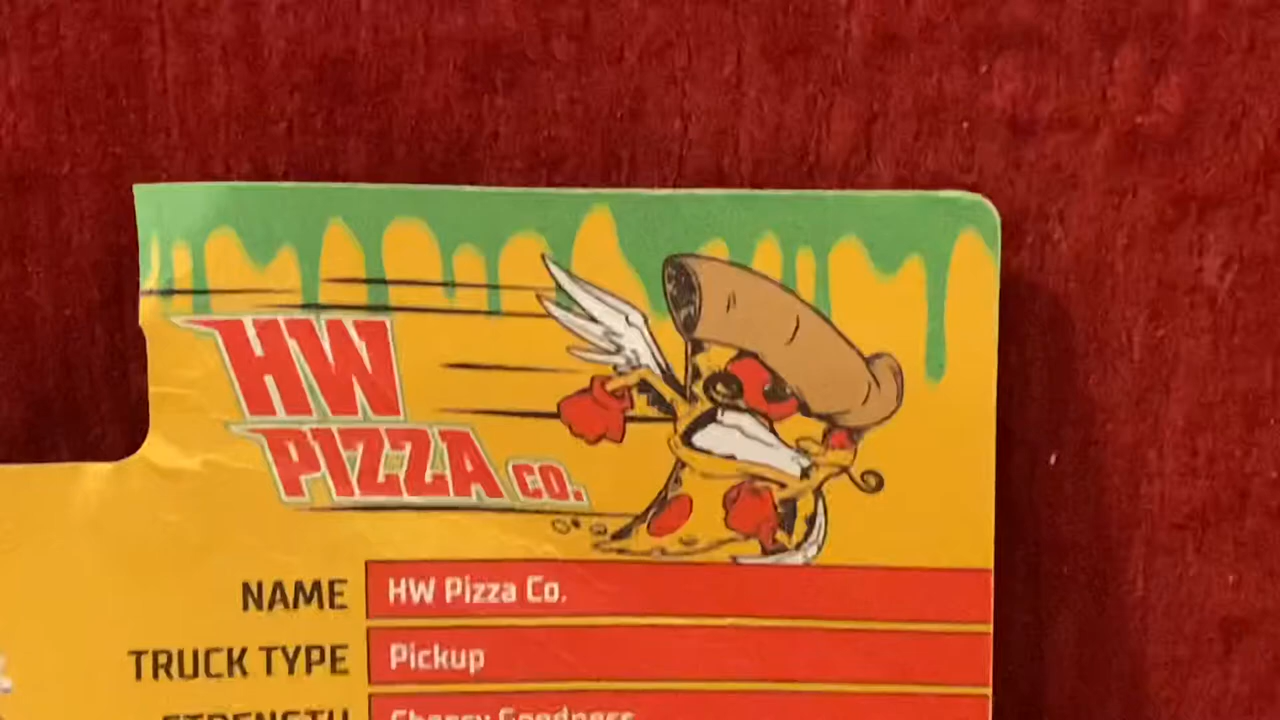 HW
PIZZA CO.
NAME HW Pizza Co.
TRUCK TYPE Pickup
STRENGTH Cheesy Goodness